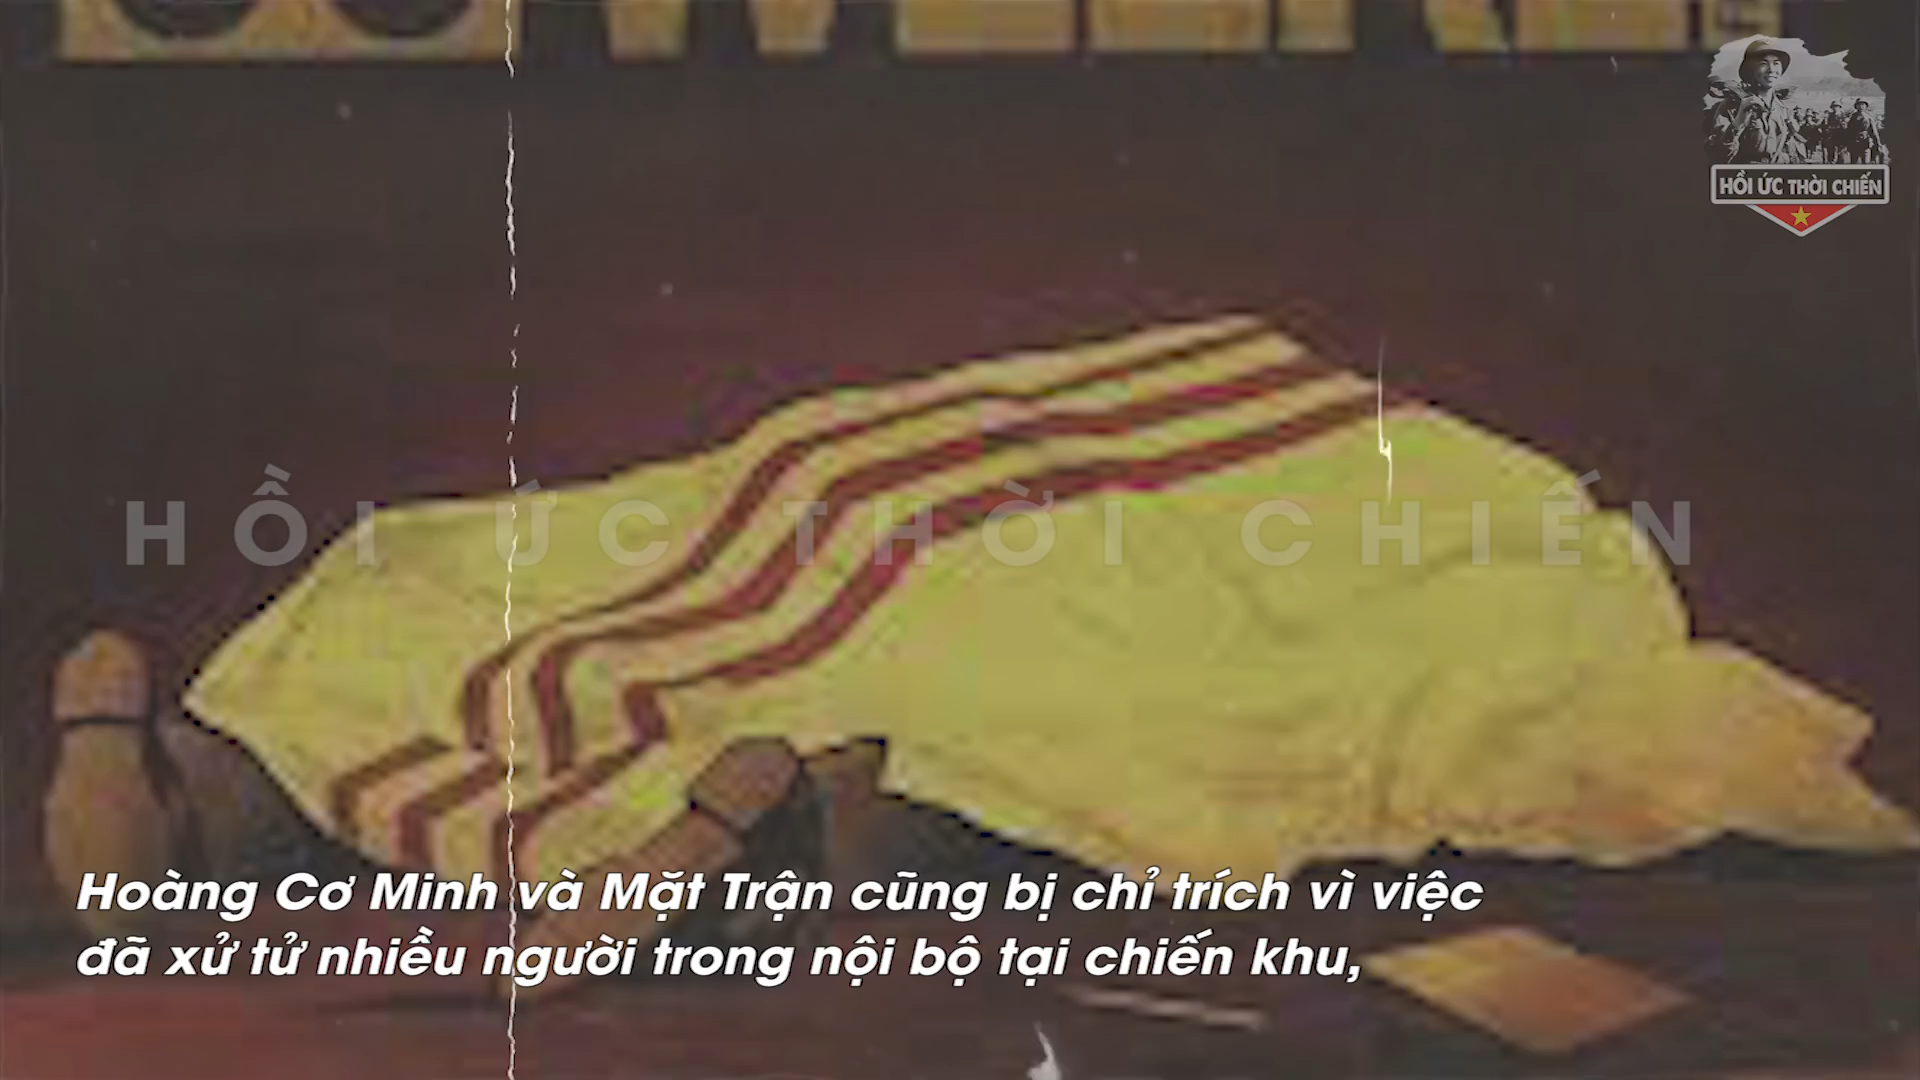 HỒI ỨC THỜI CHIẾN
HỒI ỨC THỜI CHIẾN
Hoàng Cơ Minh và Mặt Trận cũng bị chỉ trích vì việc
đã xử tử nhiều người trong nội bộ tại chiến khu,